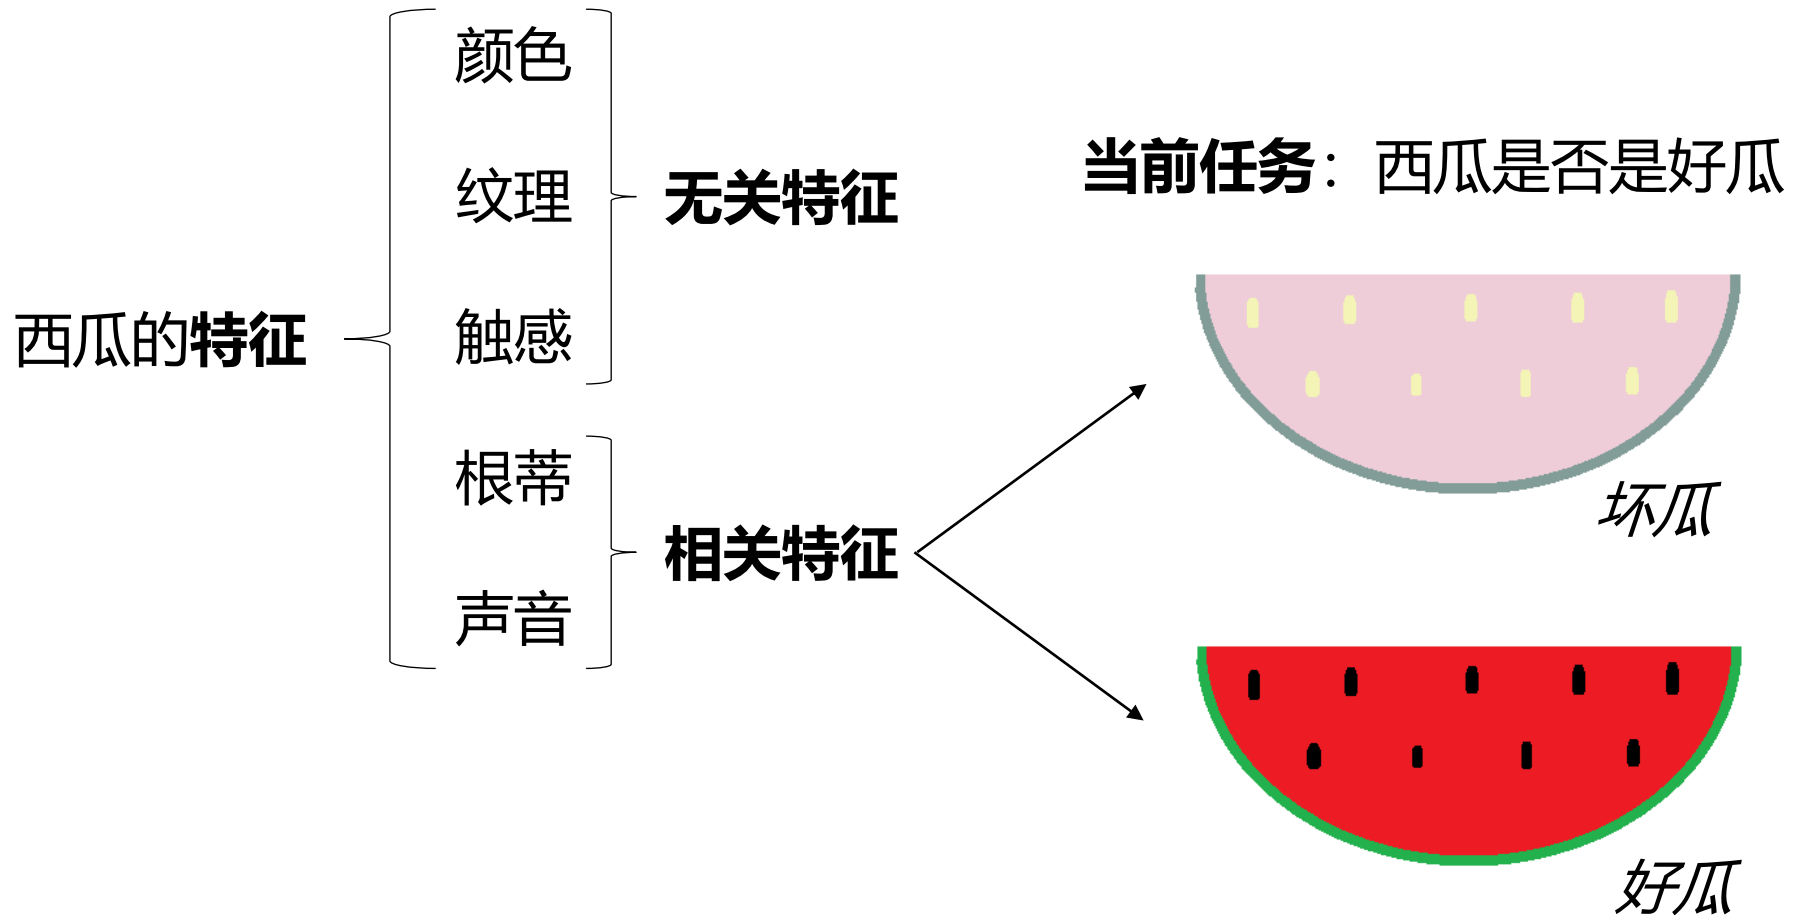 西瓜的特征
颜色
纹理
触感
根蒂
声音
无关特征
相关特征
当前任务：西瓜是否是好瓜
坏瓜
好瓜